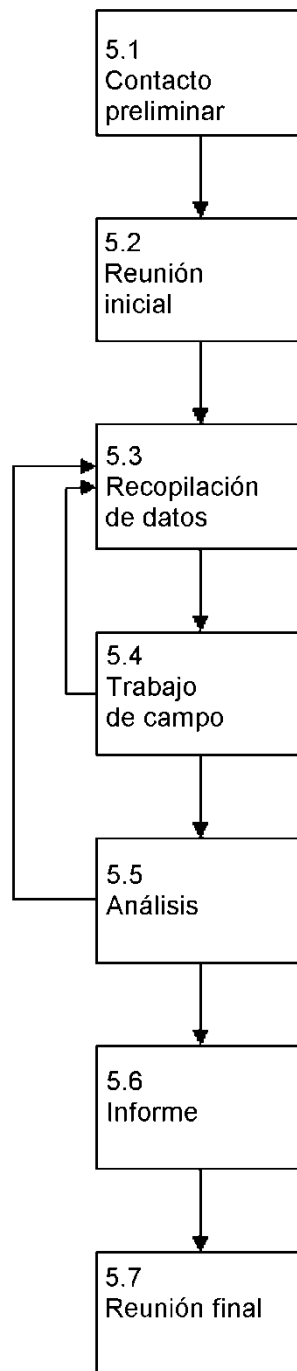 5.1
Contacto
preliminar
5.2
Reunión
inicial
5.3
Recopilación
de datos
5.4
Trabajo
de campo
5.5
Análisis
5.6
Informe
5.7
Reunión final